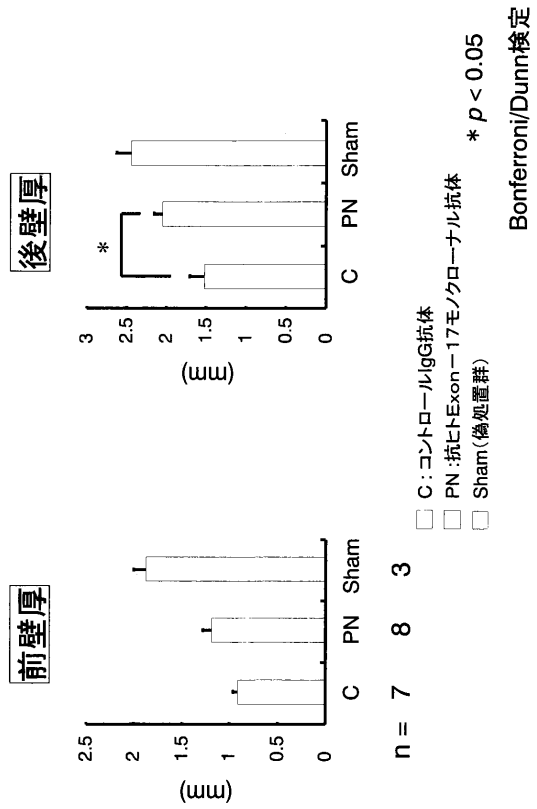 前壁厚
2.5
2
1.5
1
0.5
0
(mm)
C PN Sham
n = 7 8 3
後壁厚
3
2.5
2
1.5
1
0.5
0
(mm)
*
C PN Sham
C : コントロールIgG抗体
PN :抗ヒトExon－17モノクローナル抗体
Sham(偽処置群)
* p < 0.05
Bonferroni/Dunn検定